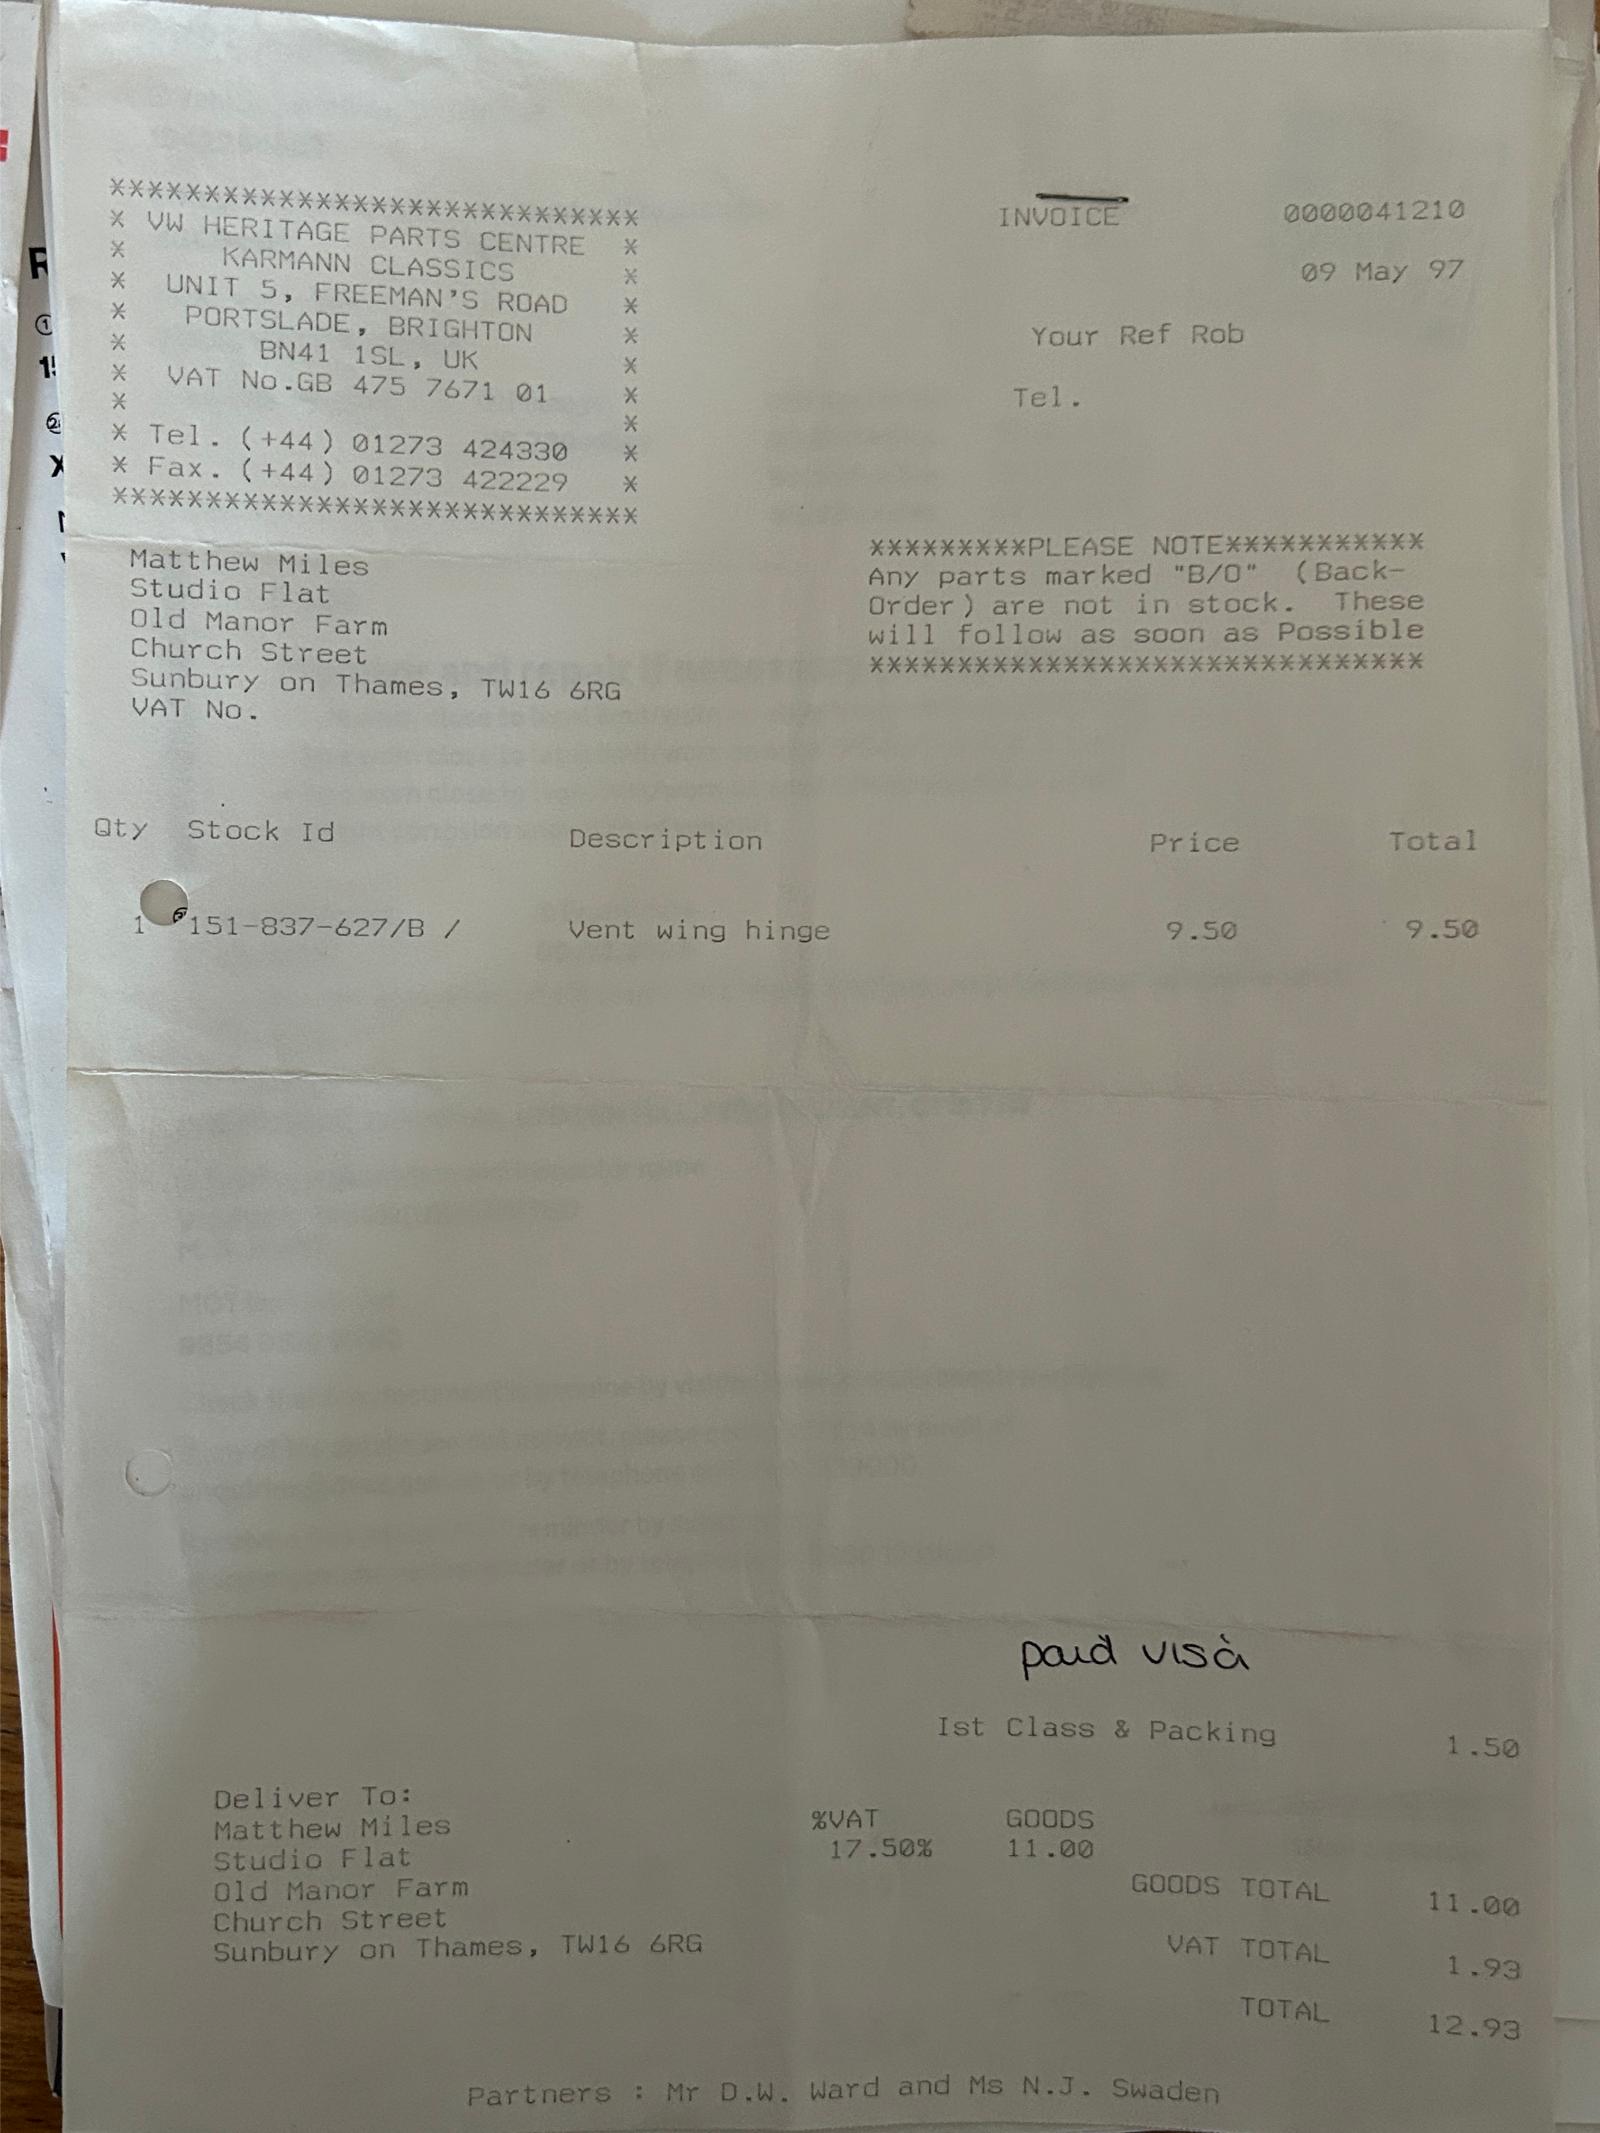 *****************************
* VW HERITAGE PARTS CENTRE *
* KARMANN CLASSICS *
* UNIT 5, FREEMAN'S ROAD *
* PORTSLADE, BRIGHTON *
* BN41 1SL, UK *
* VAT No.GB 475 7671 01 *
* *
* Tel. (+44) 01273 424330 *
* Fax. (+44) 01273 422229 *
*****************************
INVOICE 0000041210
09 May 97
Your Ref Rob
Tel.
Matthew Miles
Studio Flat
Old Manor Farm
Church Street
Sunbury on Thames, TW16 6RG
VAT No.
*********PLEASE NOTE***********
Any parts marked "B/O" (Back-
Order) are not in stock. These
will follow as soon as Possible
*******************************
Qty Stock Id Description Price Total
1 151-837-627/B / Vent wing hinge 9.50 9.50
paid visa
Ist Class & Packing 1.50
Deliver To:
Matthew Miles
Studio Flat
Old Manor Farm
Church Street
Sunbury on Thames, TW16 6RG
%VAT GOODS
17.50% 11.00
GOODS TOTAL 11.00
VAT TOTAL 1.93
TOTAL 12.93
Partners : Mr D.W. Ward and Ms N.J. Swaden